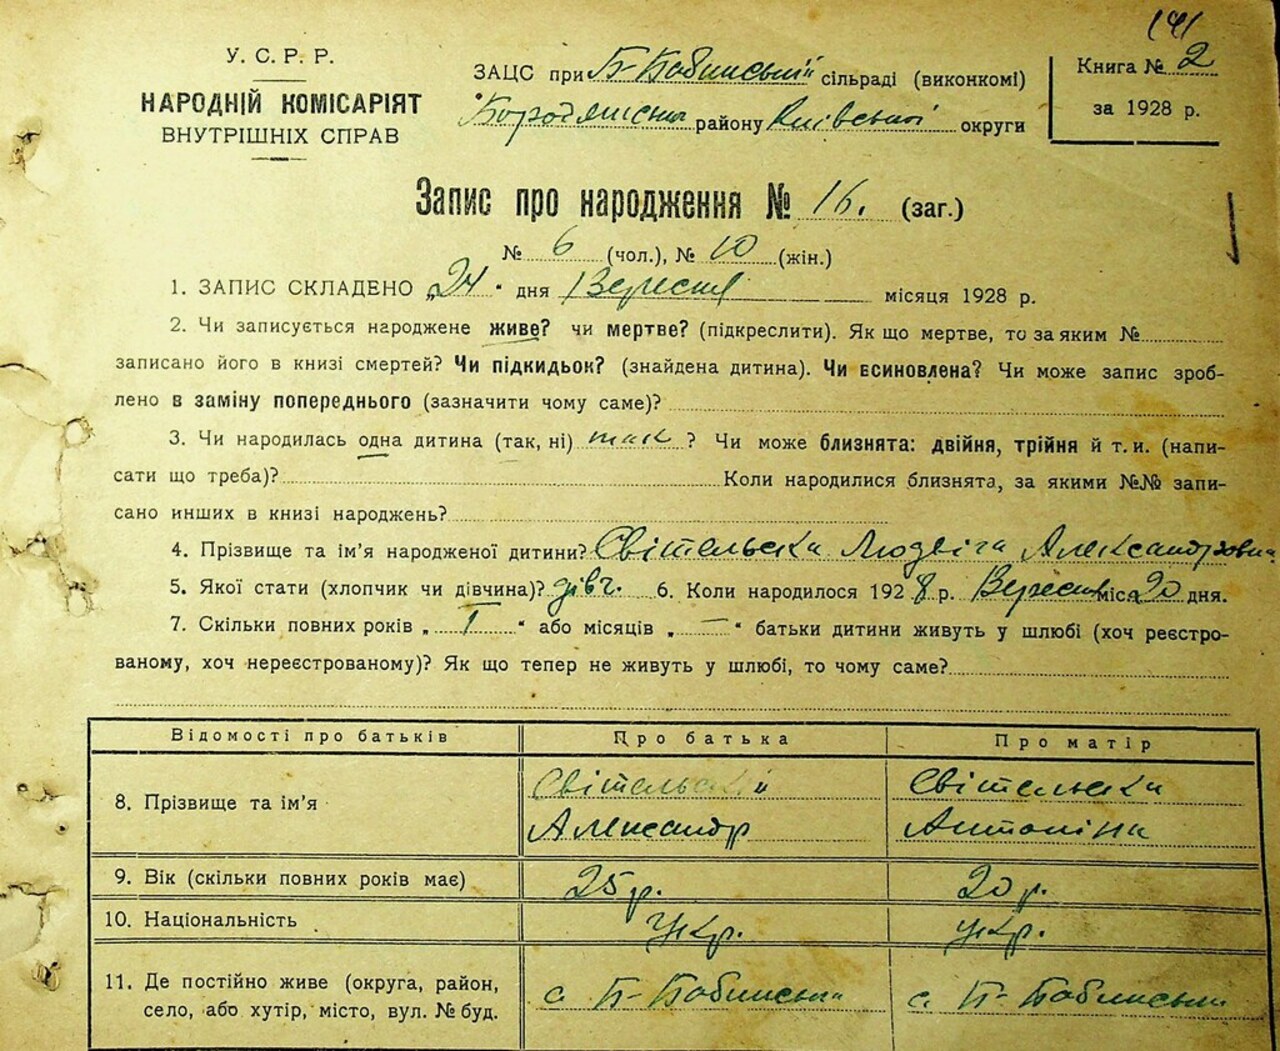 141
У. С. Р. Р.
НАРОДНІЙ КОМІСАРІЯТ
ВНУТРІШНІХ СПРАВ
ЗАЦС при сільраді (виконкомі)
району Київської округи
Книга № 2
за 1928 р.
Запис про народження № 16. (заг.)
№ 6 (чол.), № 10 (жін.)
1. ЗАПИС СКЛАДЕНО „24“ дня Вересня місяця 1928 р.
2. Чи записується народжене живе? чи мертве? (підкреслити). Як що мертве, то за яким №
записано його в книзі смертей? Чи підкидьок? (знайдена дитина). Чи всиновлена? Чи може запис зроб-
лено в заміну попереднього (зазначити чому саме)?
3. Чи народилась одна дитина (так, ні) так ? Чи може близнята: двійня, трійня й т. и. (напи-
сати що треба)? Коли народилися близнята, за якими №№ запи-
сано инших в книзі народжень?
4. Прізвище та ім’я народженої дитини? Світельська Людвіга Александровна
5. Якої стати (хлопчик чи дівчина)? дівч. 6. Коли народилося 1928 р. Вересня міс. 20 дня.
7. Скільки повних років „ 1 “ або місяців „ — “ батьки дитини живуть у шлюбі (хоч реєстро-
ваному, хоч нереєстрованому)? Як що тепер не живуть у шлюбі, то чому саме?
Відомості про батьків Про батька Про матір
8. Прізвище та ім’я Світельский Світельска
Александр Антоніна
9. Вік (скільки повних років має) 25 р. 20 р.
10. Національність Укр. укр.
11. Де постійно живе (округа, район,
село, або хутір, місто, вул. № буд. с. с.